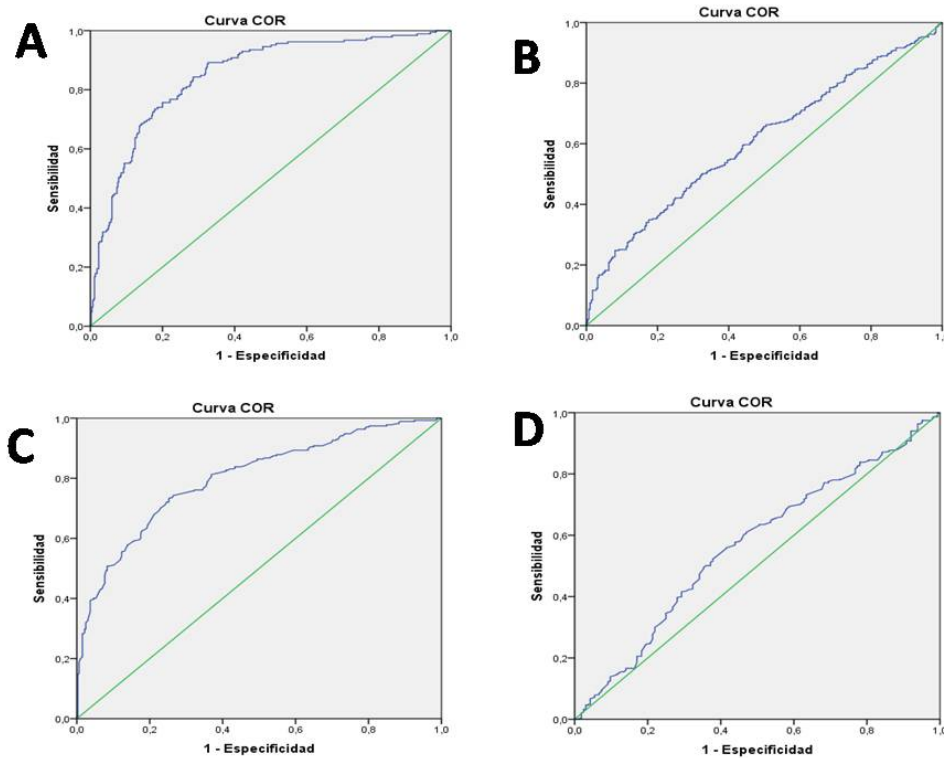 A
Curva COR
Sensibilidad
1,0
0,8
0,6
0,4
0,2
0,0
0,0 0,2 0,4 0,6 0,8 1,0
1 - Especificidad
B
Curva COR
Sensibilidad
1,0
0,8
0,6
0,4
0,2
0,0
0,0 0,2 0,4 0,6 0,8 1,0
1 - Especificidad
C
Curva COR
Sensibilidad
1,0
0,8
0,6
0,4
0,2
0,0
0,0 0,2 0,4 0,6 0,8 1,0
1 - Especificidad
D
Curva COR
Sensibilidad
1,0
0,8
0,6
0,4
0,2
0,0
0,0 0,2 0,4 0,6 0,8 1,0
1 - Especificidad